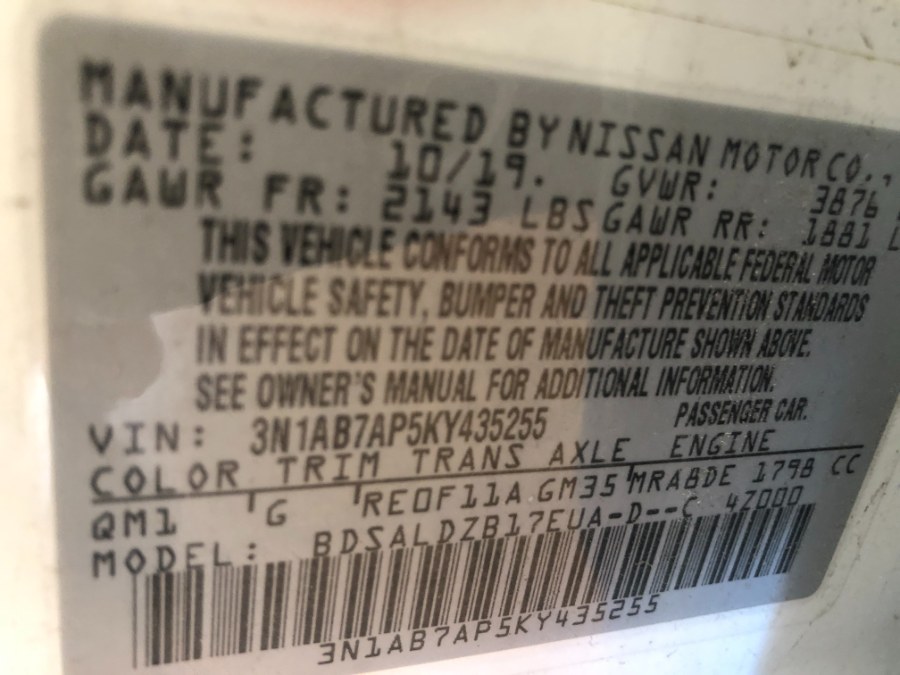 MANUFACTURED BY NISSAN MOTOR CO.,
DATE: 10/19. GVWR: 3876
GAWR FR: 2143 LBS GAWR RR: 1881 L
THIS VEHICLE CONFORMS TO ALL APPLICABLE FEDERAL MOTOR
VEHICLE SAFETY, BUMPER AND THEFT PREVENTION STANDARDS
IN EFFECT ON THE DATE OF MANUFACTURE SHOWN ABOVE.
SEE OWNER'S MANUAL FOR ADDITIONAL INFORMATION.
VIN: 3N1AB7AP5KY435255 PASSENGER CAR.
COLOR TRIM TRANS AXLE ENGINE
QM1 G RE0F11A GM35 MRA8DE 1798 CC
MODEL: BDSALDZB17EUA-D--C 4Z000
3N1AB7AP5KY435255